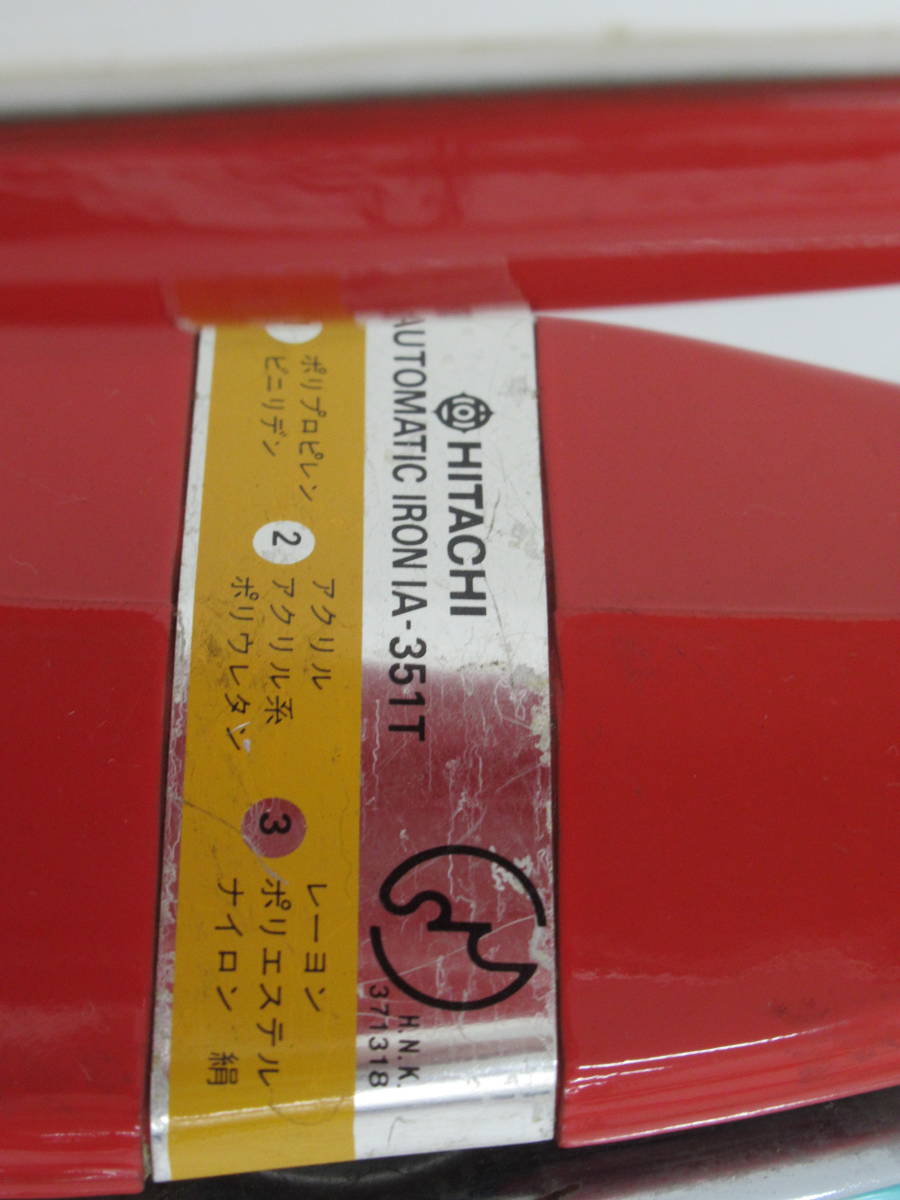 HITACHI
AUTOMATIC IRON IA-351T
H.N.K.
371318
ポリプロピレン
ビニリデン
2
アクリル
アクリル系
ポリウレタン
3
レーヨン
ポリエステル
ナイロン 絹